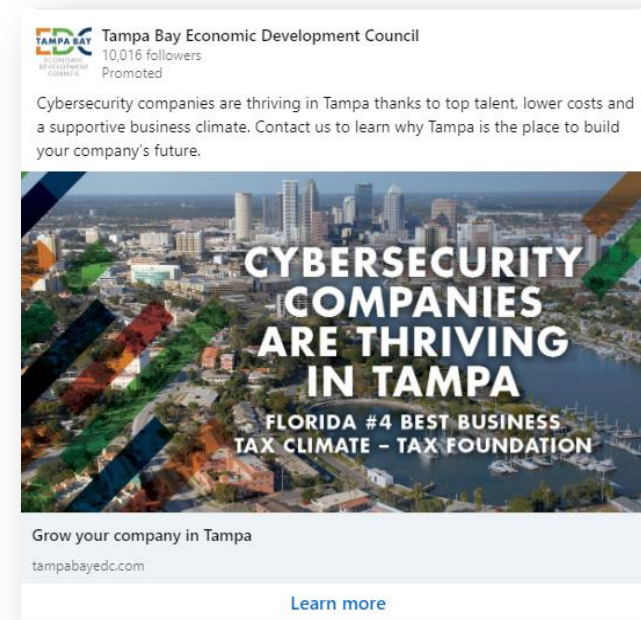 EDC
TAMPA BAY
ECONOMIC
DEVELOPMENT
COUNCIL
Tampa Bay Economic Development Council
10,016 followers
Promoted
Cybersecurity companies are thriving in Tampa thanks to top talent, lower costs and
a supportive business climate. Contact us to learn why Tampa is the place to build
your company's future.
CYBERSECURITY
COMPANIES
ARE THRIVING
IN TAMPA
FLORIDA #4 BEST BUSINESS
TAX CLIMATE – TAX FOUNDATION
Grow your company in Tampa
tampabayedc.com
Learn more